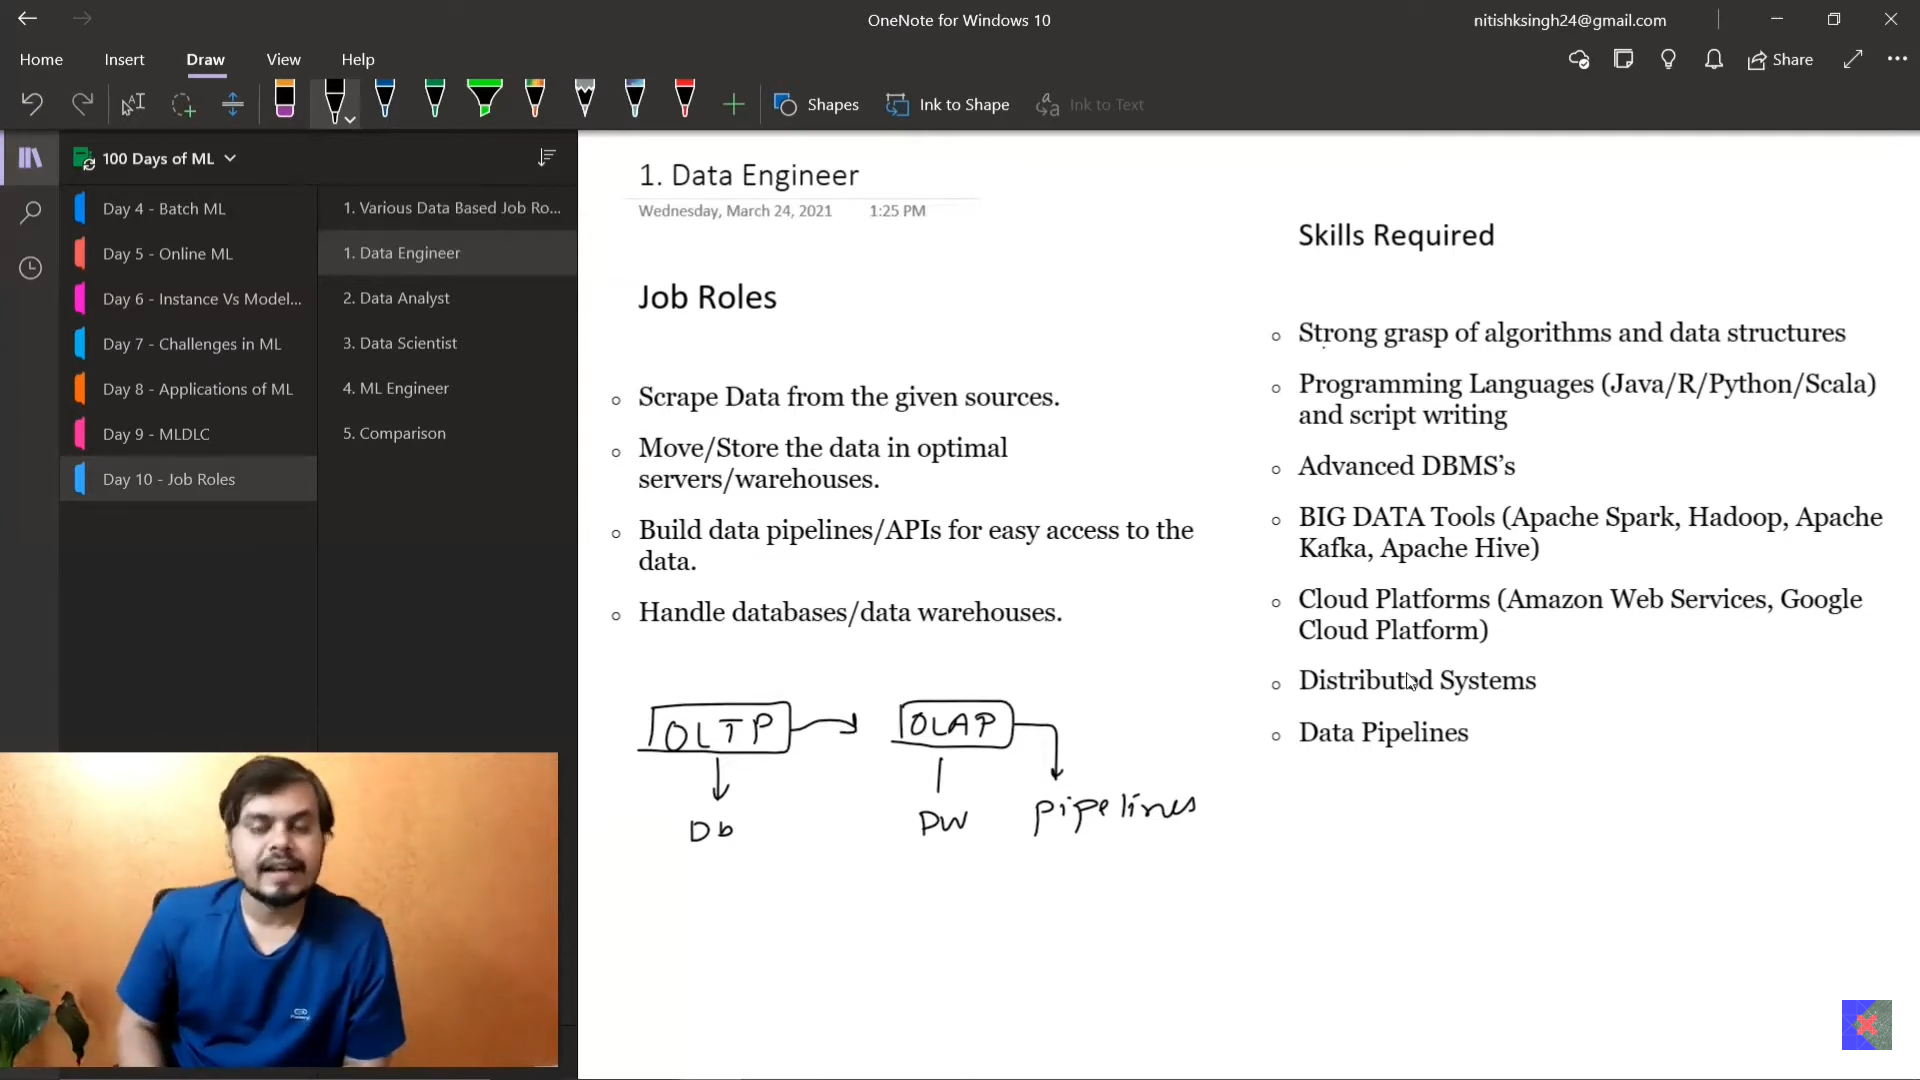 OneNote for Windows 10
nitishksingh24@gmail.com
Home
Insert
Draw
View
Help
Share
Shapes
Ink to Shape
Ink to Text
100 Days of ML
Day 4 - Batch ML
Day 5 - Online ML
Day 6 - Instance Vs Model...
Day 7 - Challenges in ML
Day 8 - Applications of ML
Day 9 - MLDLC
Day 10 - Job Roles
1. Various Data Based Job Ro...
1. Data Engineer
2. Data Analyst
3. Data Scientist
4. ML Engineer
5. Comparison
1. Data Engineer
Wednesday, March 24, 2021 1:25 PM
Job Roles
Scrape Data from the given sources.
Move/Store the data in optimal
servers/warehouses.
Build data pipelines/APIs for easy access to the
data.
Handle databases/data warehouses.
OLTP
OLAP
Db
DW
pipelines
Skills Required
Strong grasp of algorithms and data structures
Programming Languages (Java/R/Python/Scala)
and script writing
Advanced DBMS’s
BIG DATA Tools (Apache Spark, Hadoop, Apache
Kafka, Apache Hive)
Cloud Platforms (Amazon Web Services, Google
Cloud Platform)
Distributed Systems
Data Pipelines